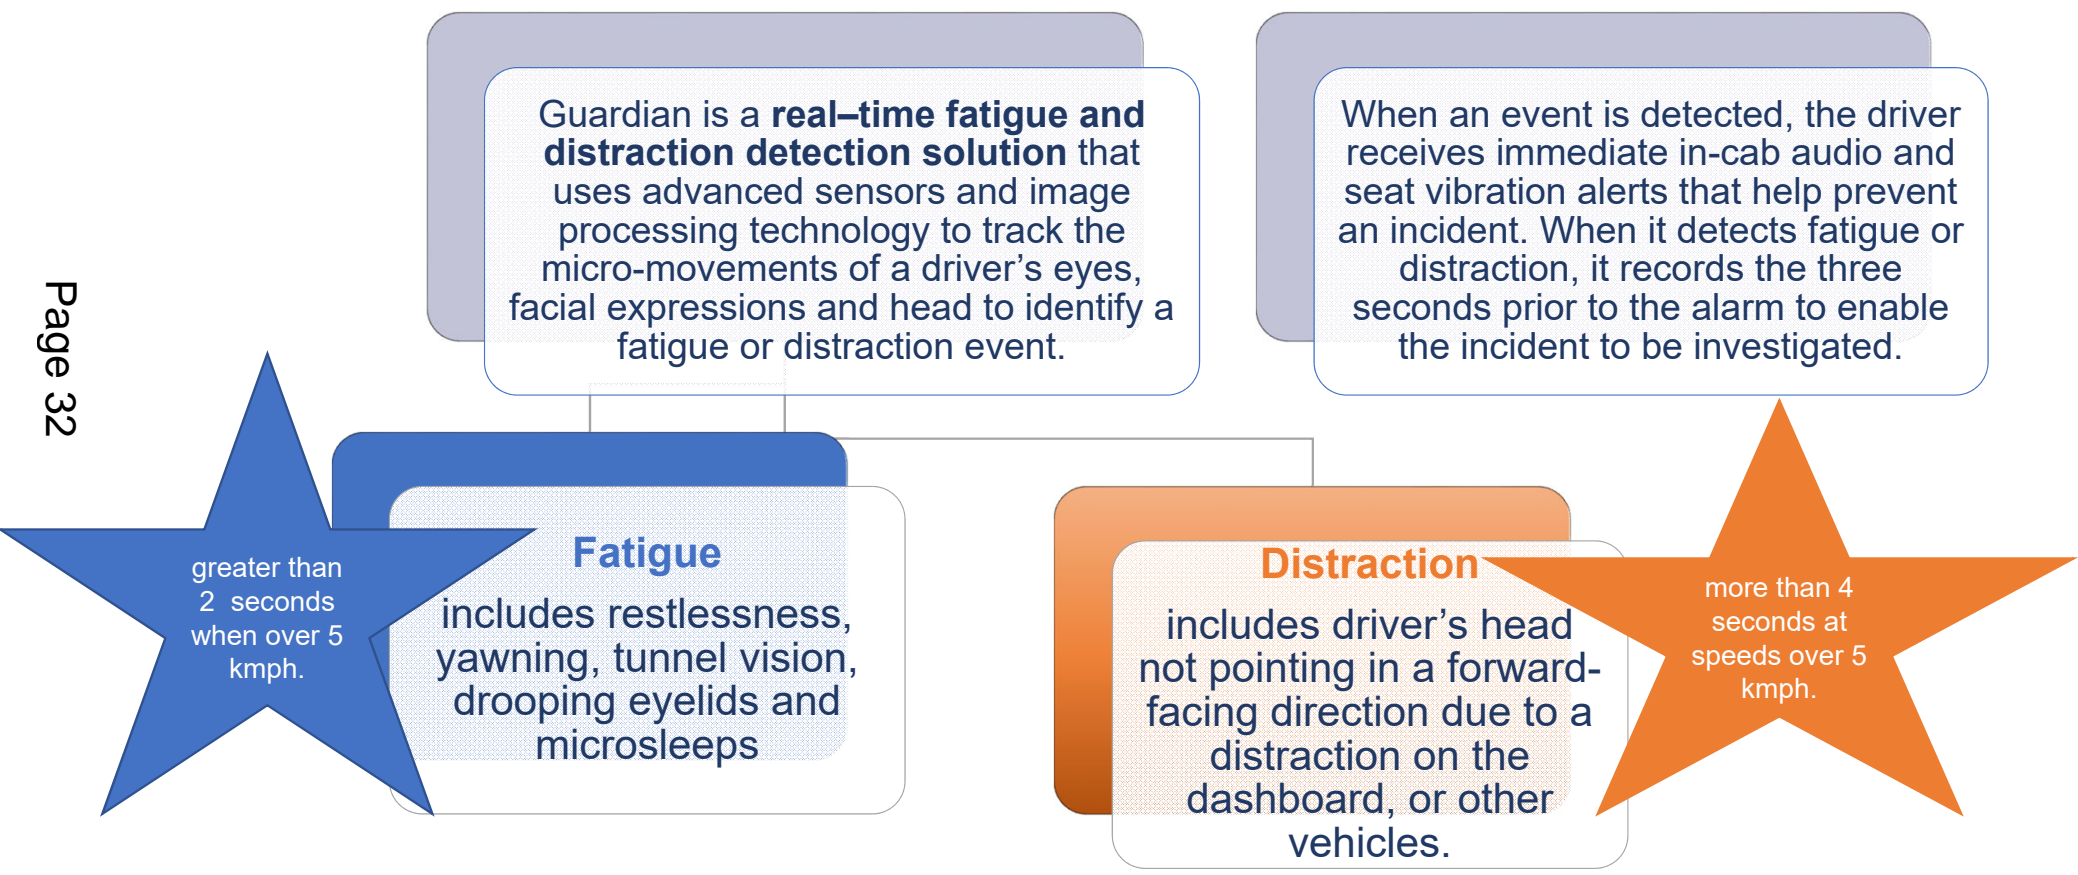 Page 32
Guardian is a real–time fatigue and
distraction detection solution that
uses advanced sensors and image
processing technology to track the
micro-movements of a driver’s eyes,
facial expressions and head to identify a
fatigue or distraction event.
When an event is detected, the driver
receives immediate in-cab audio and
seat vibration alerts that help prevent
an incident. When it detects fatigue or
distraction, it records the three
seconds prior to the alarm to enable
the incident to be investigated.
greater than
2 seconds
when over 5
kmph.
Fatigue
includes restlessness,
yawning, tunnel vision,
drooping eyelids and
microsleeps
Distraction
includes driver’s head
not pointing in a forward-
facing direction due to a
distraction on the
dashboard, or other
vehicles.
more than 4
seconds at
speeds over 5
kmph.